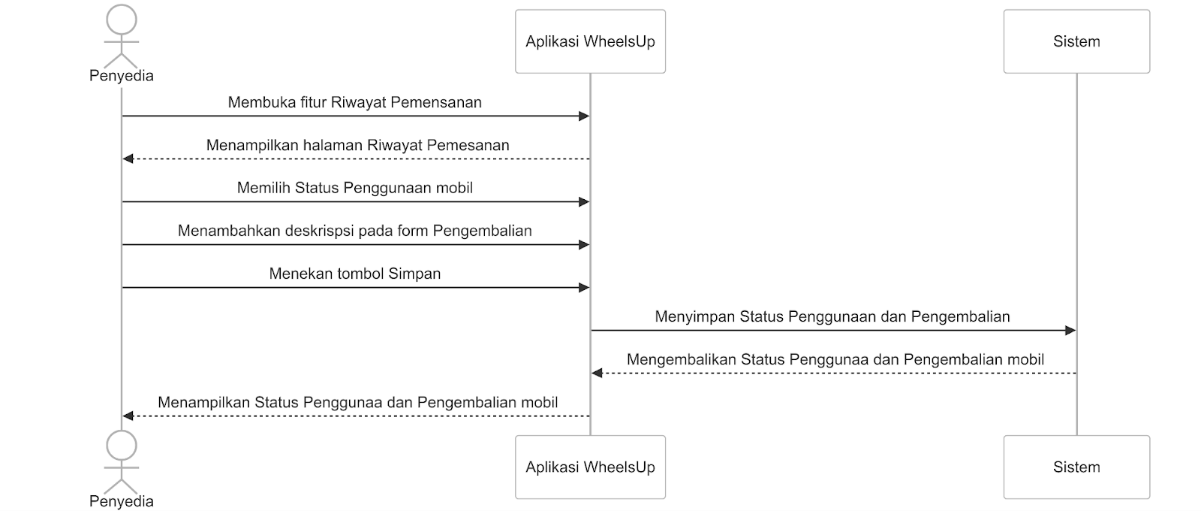 Penyedia
Aplikasi WheelsUp
Sistem
Membuka fitur Riwayat Pemensanan
Menampilkan halaman Riwayat Pemesanan
Memilih Status Penggunaan mobil
Menambahkan deskrispsi pada form Pengembalian
Menekan tombol Simpan
Menyimpan Status Penggunaan dan Pengembalian
Mengembalikan Status Penggunaa dan Pengembalian mobil
Menampilkan Status Penggunaa dan Pengembalian mobil
Penyedia
Aplikasi WheelsUp
Sistem